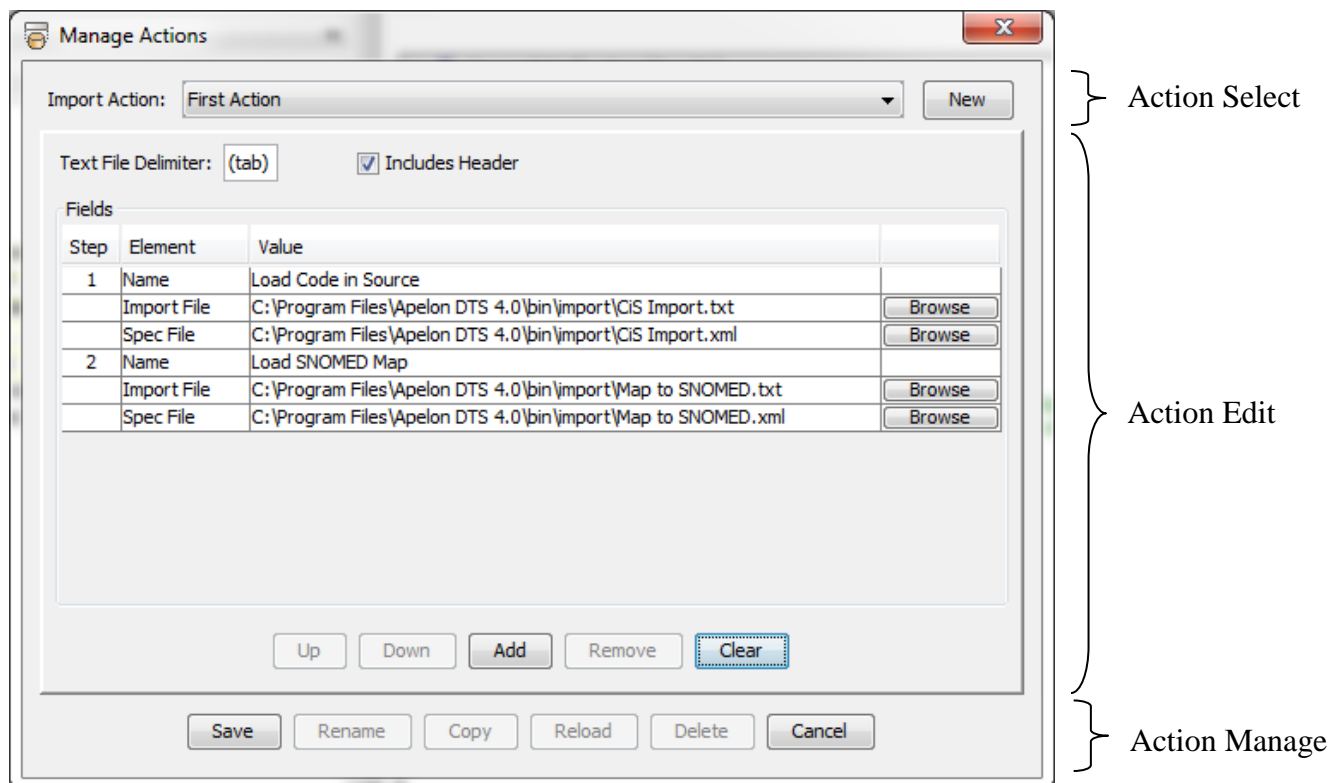 Manage Actions
Import Action: First Action New
Action Select
Text File Delimiter: (tab) Includes Header
Fields
Step Element Value
1 Name Load Code in Source
Import File C:\Program Files\Apelon DTS 4.0\bin\import\CiS Import.txt Browse
Spec File C:\Program Files\Apelon DTS 4.0\bin\import\CiS Import.xml Browse
2 Name Load SNOMED Map
Import File C:\Program Files\Apelon DTS 4.0\bin\import\Map to SNOMED.txt Browse
Spec File C:\Program Files\Apelon DTS 4.0\bin\import\Map to SNOMED.xml Browse
Action Edit
Up Down Add Remove Clear
Save Rename Copy Reload Delete Cancel
Action Manage